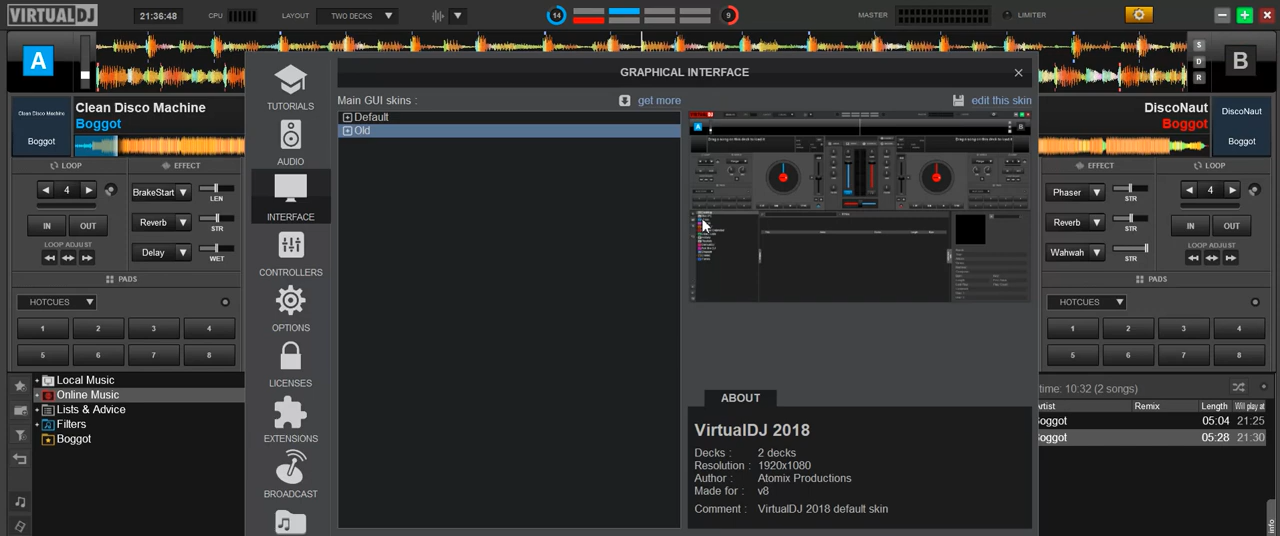 VIRTUALDJ
21:36:48
CPU
LAYOUT
TWO DECKS
14
9
MASTER
LIMITER
A
S
D
R
B
Clean Disco Machine
Boggot
Clean Disco Machine
Boggot
LOOP
EFFECT
4
BrakeStart
LEN
IN
OUT
Reverb
STR
LOOP ADJUST
Delay
WET
PADS
HOTCUES
1
2
3
4
5
6
7
8
Local Music
Online Music
Lists & Advice
Filters
Boggot
TUTORIALS
AUDIO
INTERFACE
CONTROLLERS
OPTIONS
LICENSES
EXTENSIONS
BROADCAST
GRAPHICAL INTERFACE
Main GUI skins :
get more
edit this skin
Default
Old
ABOUT
VirtualDJ 2018
Decks : 2 decks
Resolution : 1920x1080
Author : Atomix Productions
Made for : v8
Comment : VirtualDJ 2018 default skin
DiscoNaut
Boggot
DiscoNaut
Boggot
EFFECT
LOOP
Phaser
STR
4
Reverb
STR
IN
OUT
Wahwah
STR
LOOP ADJUST
PADS
HOTCUES
1
2
3
4
5
6
7
8
time: 10:32 (2 songs)
Artist Remix Length Will play at
Boggot 05:04 21:25
Boggot 05:28 21:30
info